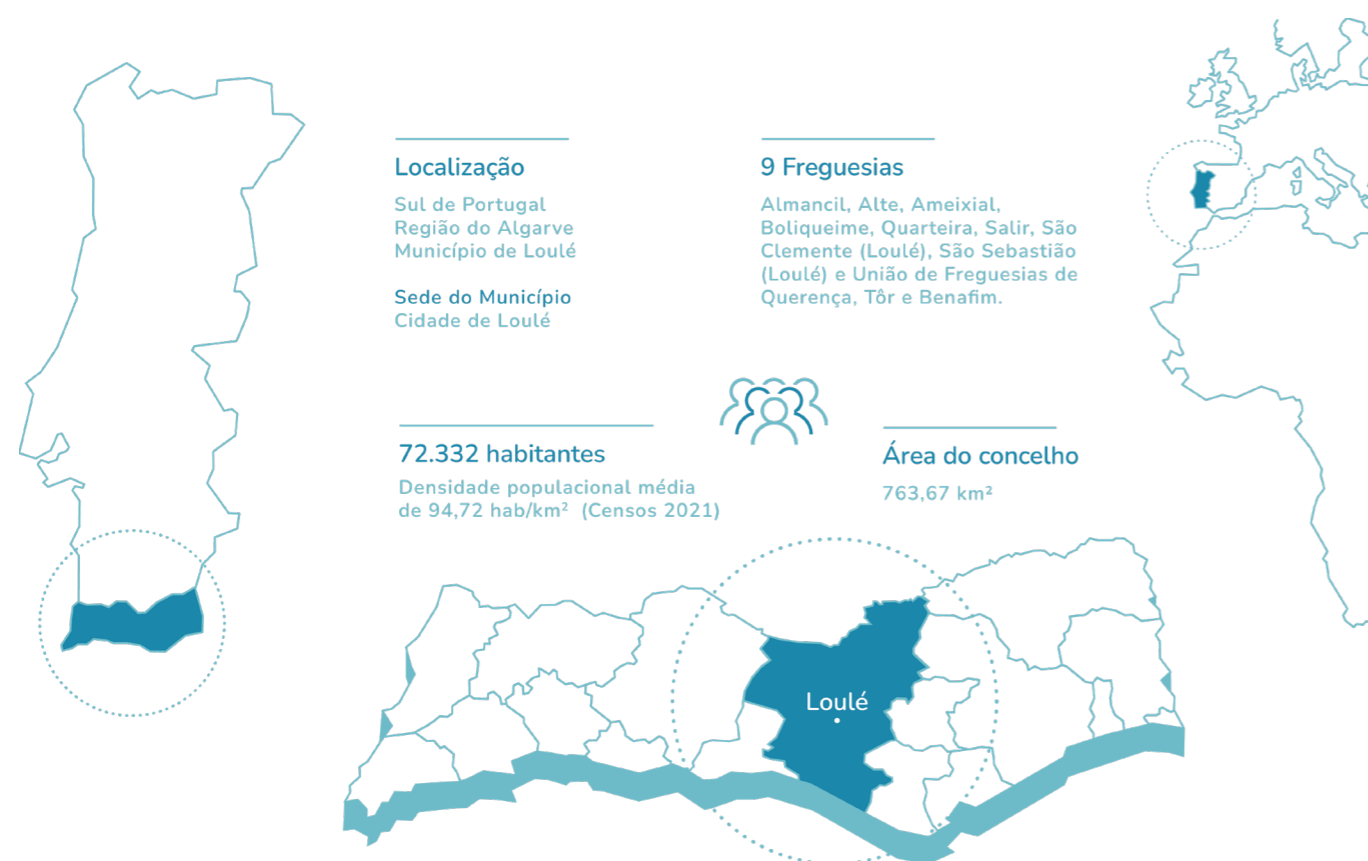 Localização
Sul de Portugal
Região do Algarve
Município de Loulé
Sede do Município
Cidade de Loulé
9 Freguesias
Almancil, Alte, Ameixial,
Boliqueime, Quarteira, Salir, São
Clemente (Loulé), São Sebastião
(Loulé) e União de Freguesias de
Querença, Tôr e Benafim.
72.332 habitantes
Densidade populacional média
de 94,72 hab/km² (Censos 2021)
Área do concelho
763,67 km²
Loulé